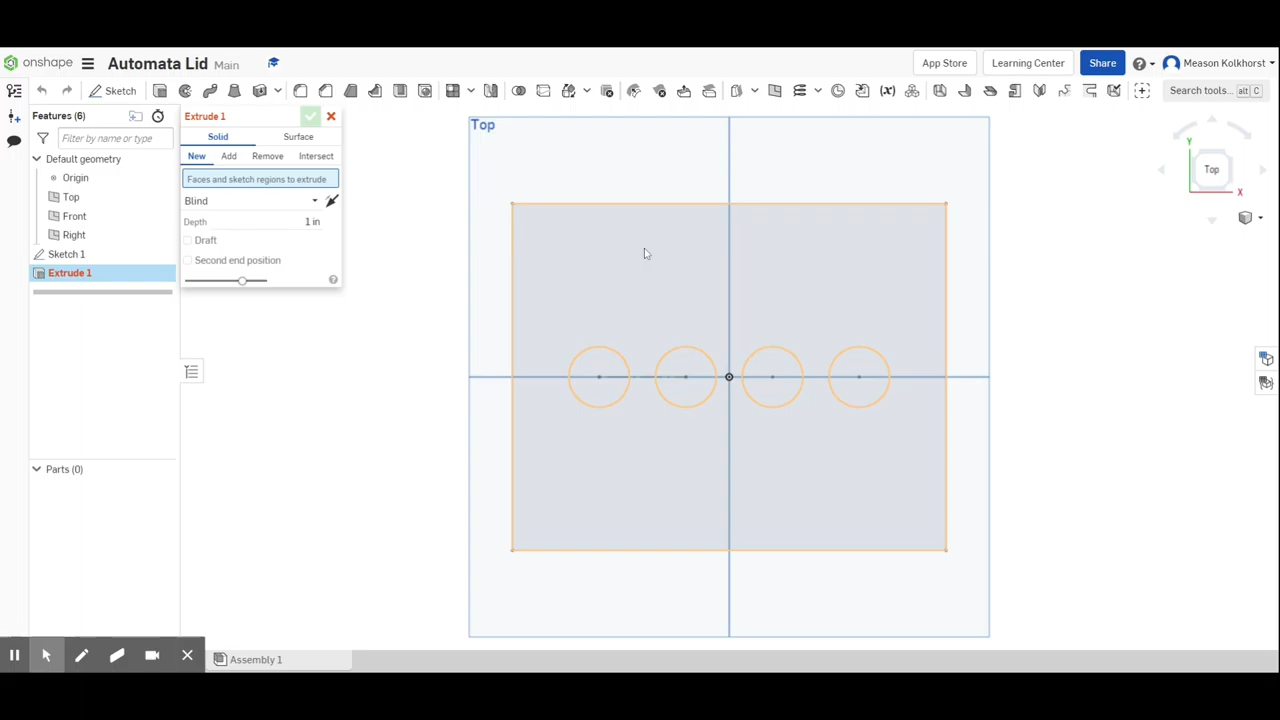 onshape Automata Lid Main App Store Learning Center Share Meason Kolkhorst
Sketch Search tools... alt C
Features (6)
Filter by name or type
Default geometry
Origin
Top
Front
Right
Sketch 1
Extrude 1
Parts (0)
Extrude 1
Solid Surface
New Add Remove Intersect
Faces and sketch regions to extrude
Blind
Depth 1 in
Draft
Second end position
Top
Y
Top
X
Assembly 1